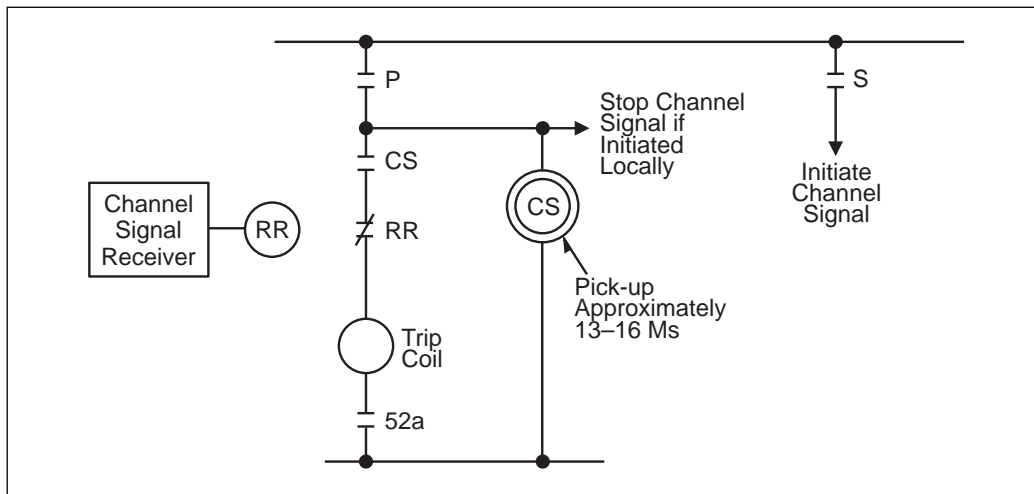 P
S
Stop Channel
Signal if
Initiated
Locally
CS
Initiate
Channel
Signal
Channel
Signal
Receiver
RR
RR
CS
Pick-up
Approximately
13–16 Ms
Trip
Coil
52a